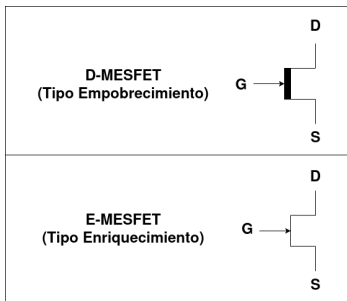 D
D-MESFET
(Tipo Empobrecimiento)
G
S
D
E-MESFET
(Tipo Enriquecimiento)
G
S